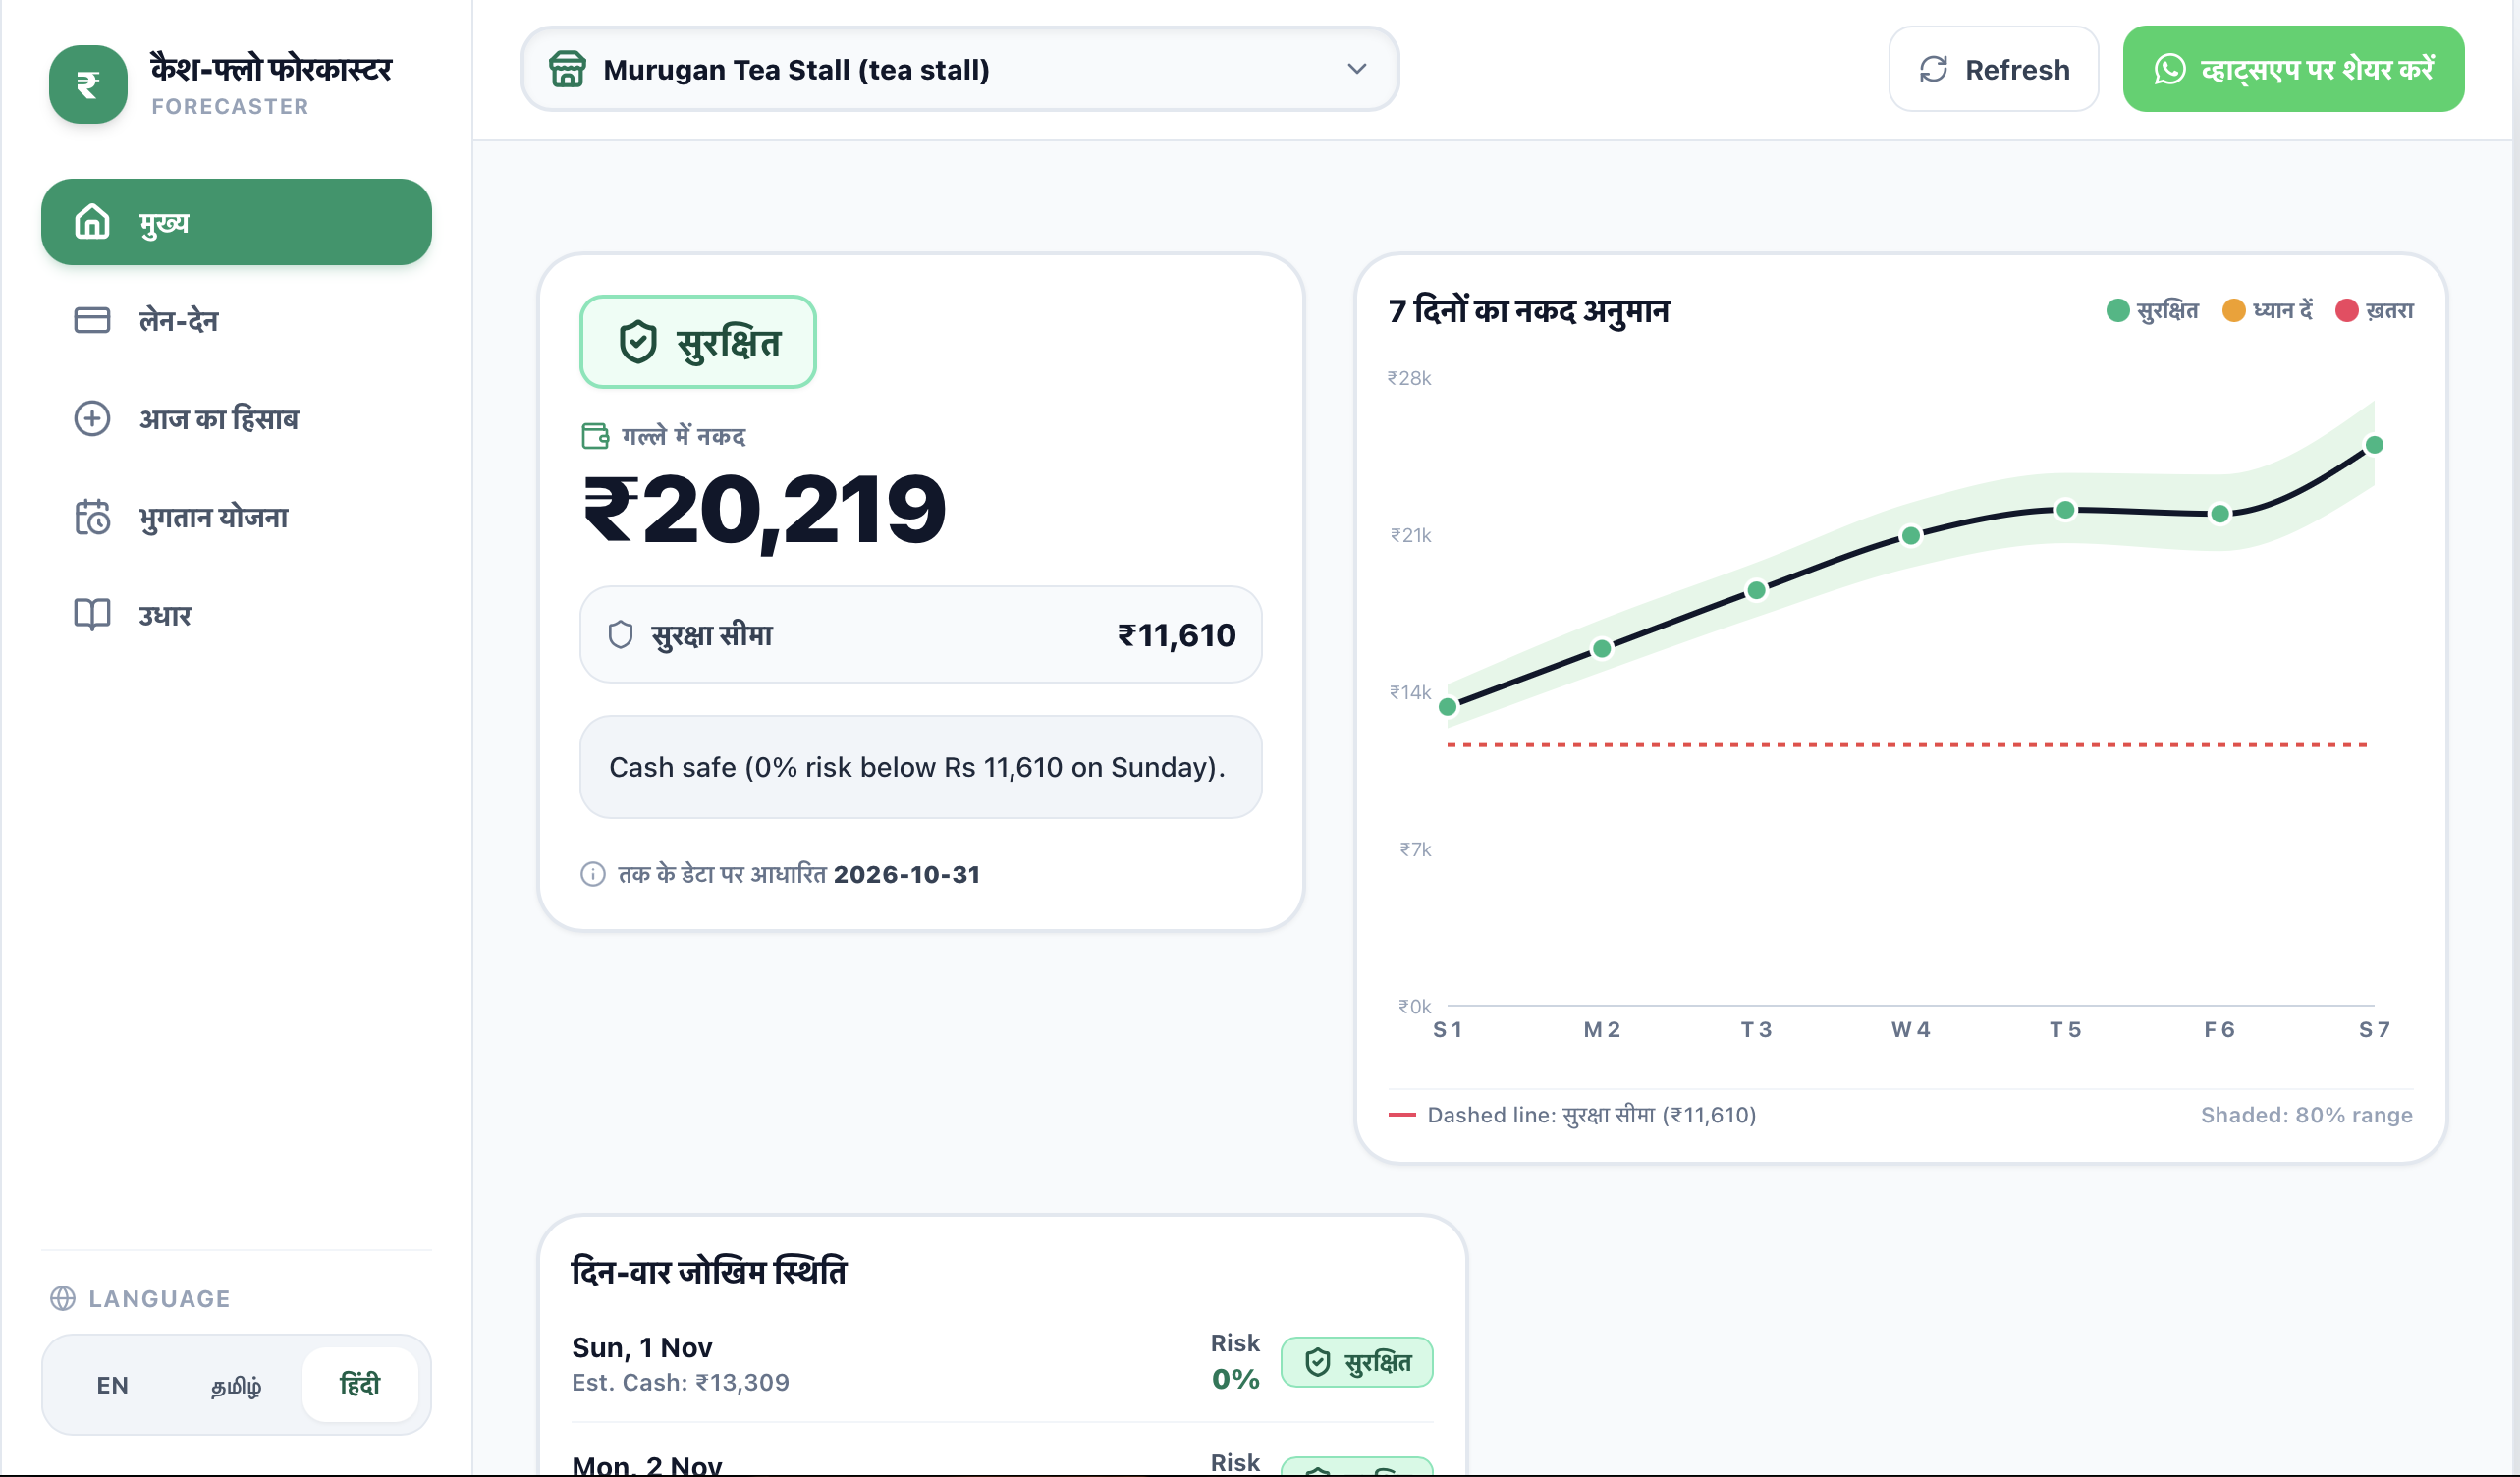 कैश-फ्लो फोरकास्टर
FORECASTER
मुख्य
लेन-देन
आज का हिसाब
भुगतान योजना
उधार
LANGUAGE
EN தமிழ் हिंदी
Murugan Tea Stall (tea stall)
Refresh
व्हाट्सएप पर शेयर करें
सुरक्षित
गल्ले में नकद
₹20,219
सुरक्षा सीमा ₹11,610
Cash safe (0% risk below Rs 11,610 on Sunday).
तक के डेटा पर आधारित 2026-10-31
7 दिनों का नकद अनुमान
सुरक्षित ध्यान दें ख़तरा
₹28k
₹21k
₹14k
₹7k
₹0k
S 1 M 2 T 3 W 4 T 5 F 6 S 7
Dashed line: सुरक्षा सीमा (₹11,610)
Shaded: 80% range
दिन-वार जोखिम स्थिति
Sun, 1 Nov
Est. Cash: ₹13,309
Risk
0%
सुरक्षित
Mon, 2 Nov
Risk